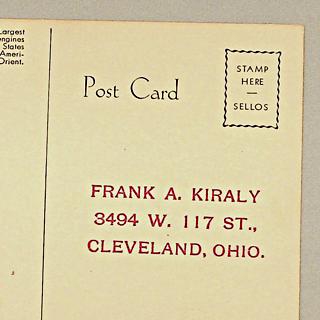 Largest
engines
States
Ameri-
Orient.
Post Card
STAMP
HERE
—
SELLOS
FRANK A. KIRALY
3494 W. 117 ST.,
CLEVELAND, OHIO.